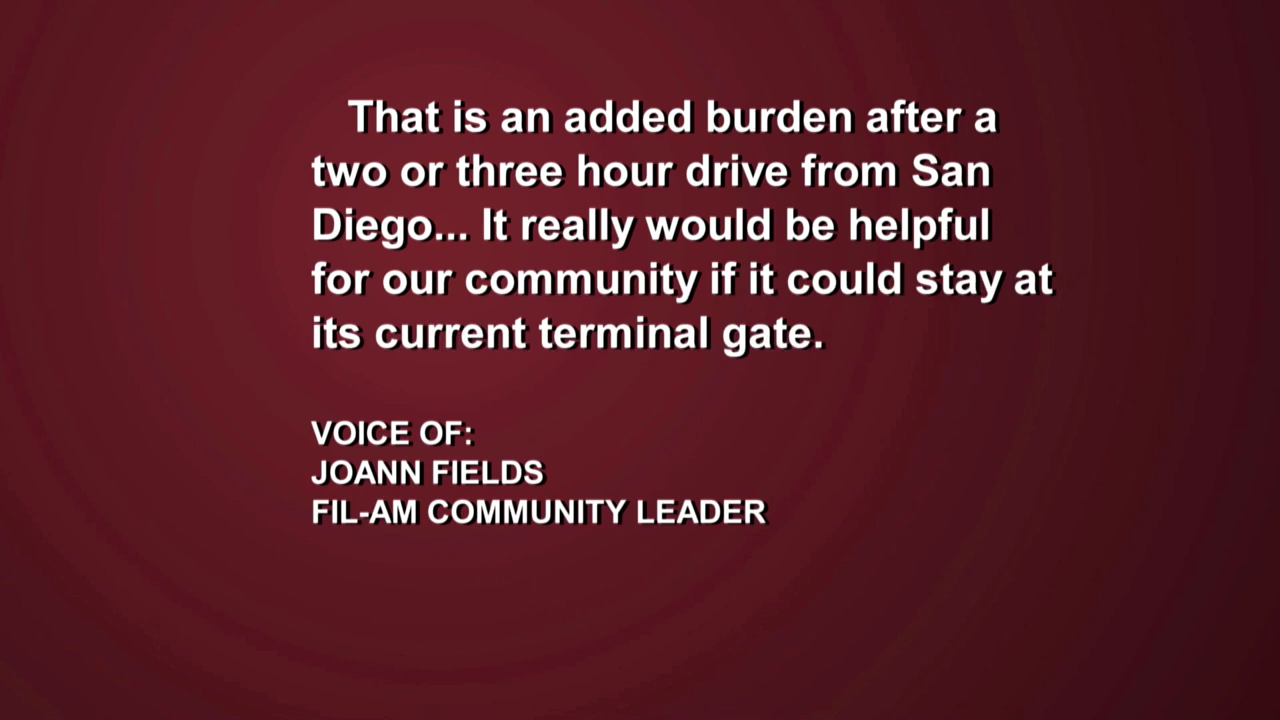 That is an added burden after a
two or three hour drive from San
Diego... It really would be helpful
for our community if it could stay at
its current terminal gate.
VOICE OF:
JOANN FIELDS
FIL-AM COMMUNITY LEADER